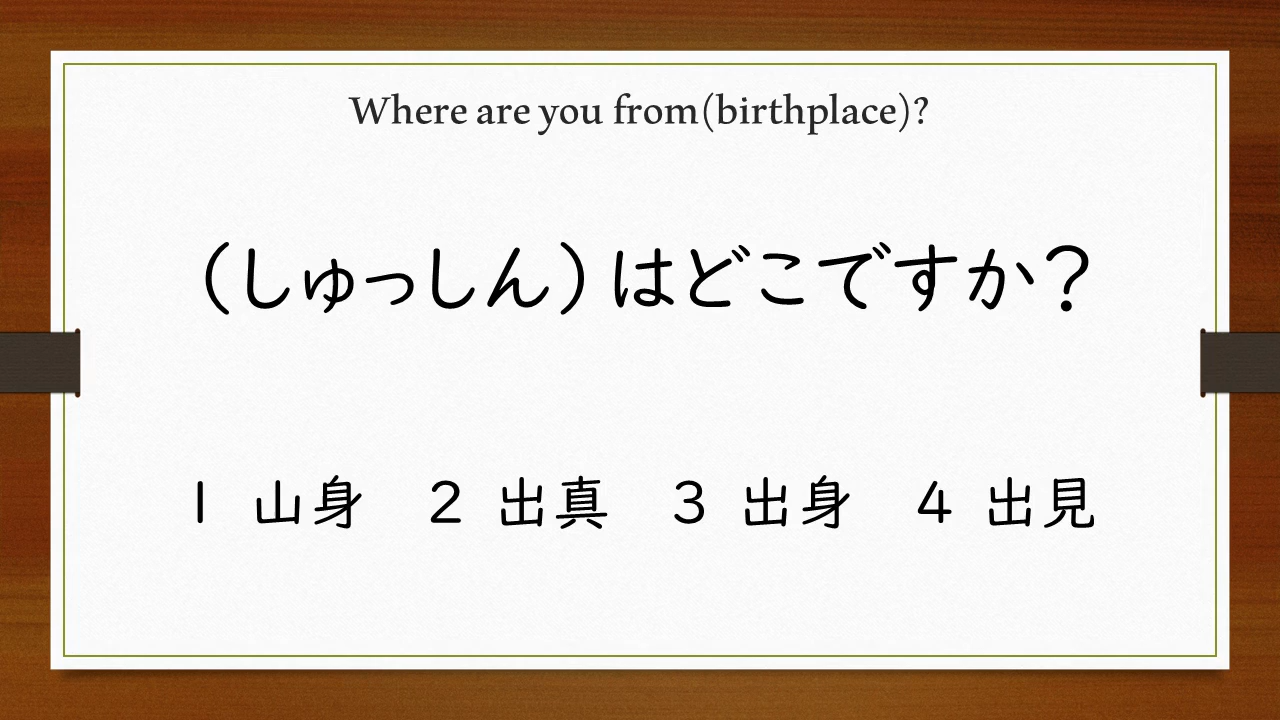 Where are you from(birthplace)?
（しゅっしん）はどこですか？
1 山身　2 出真　3 出身　4 出見